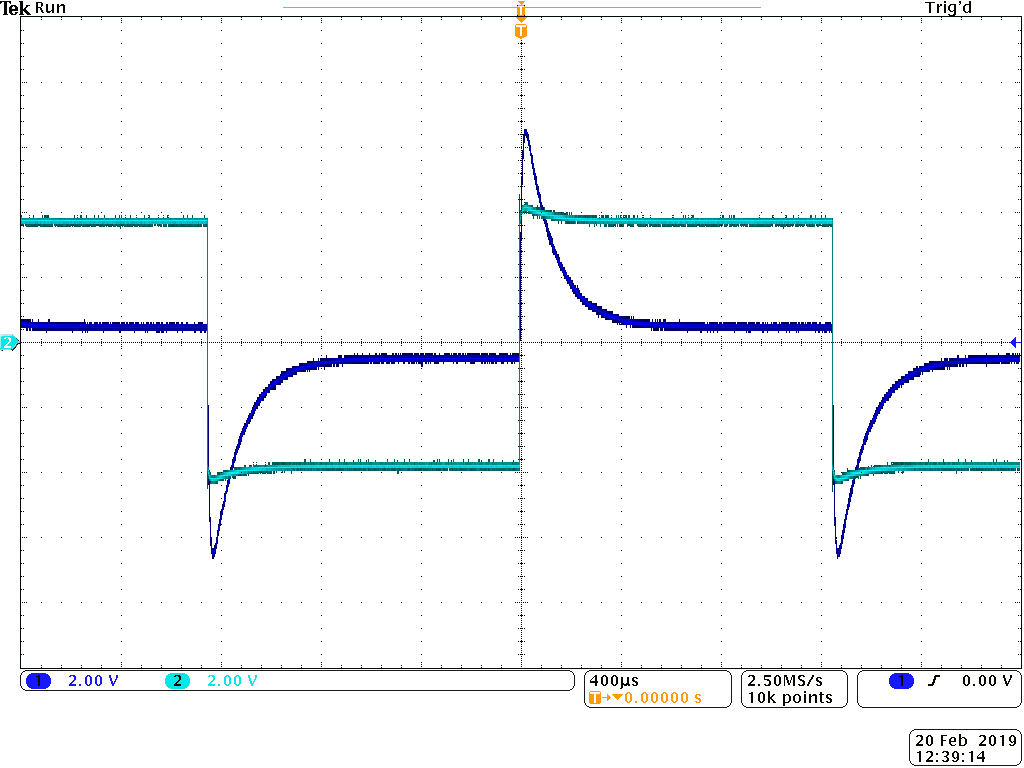 Tek Run Trig'd
T
T
2
1 2.00 V 2 2.00 V 400µs 2.50MS/s 1 0.00 V
T→▼0.00000 s 10k points
20 Feb 2019
12:39:14